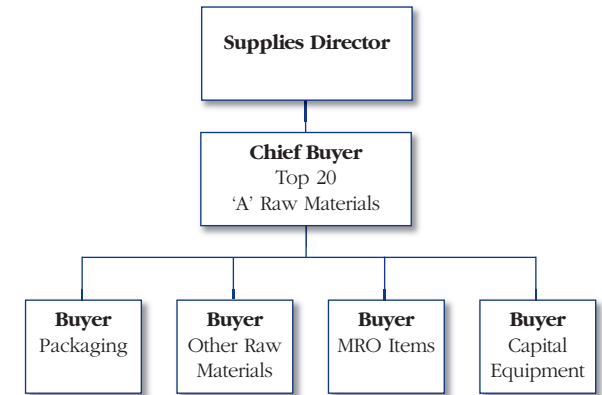 Supplies Director
Chief Buyer
Top 20
‘A’ Raw Materials
Buyer
Packaging
Buyer
Other Raw
Materials
Buyer
MRO Items
Buyer
Capital
Equipment